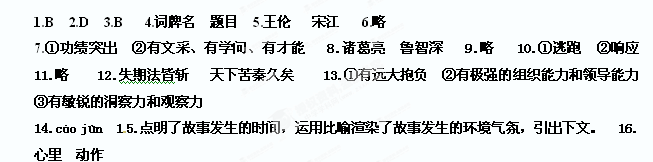 1.B 2.D 3.B 4.词牌名 题目 5.王伦 宋江 6.略
7.①功绩突出 ②有文采、有学问、有才能 8.诸葛亮 鲁智深 9.略 10.①逃跑 ②响应
11.略 12.失期法皆斩 天下苦秦久矣 13.①有远大抱负 ②有极强的组织能力和领导能力
③有敏锐的洞察力和观察力
14.cuōo jūn 15.点明了故事发生的时间，运用比喻渲染了故事发生的环境气氛，引出下文。 16.
心里 动作